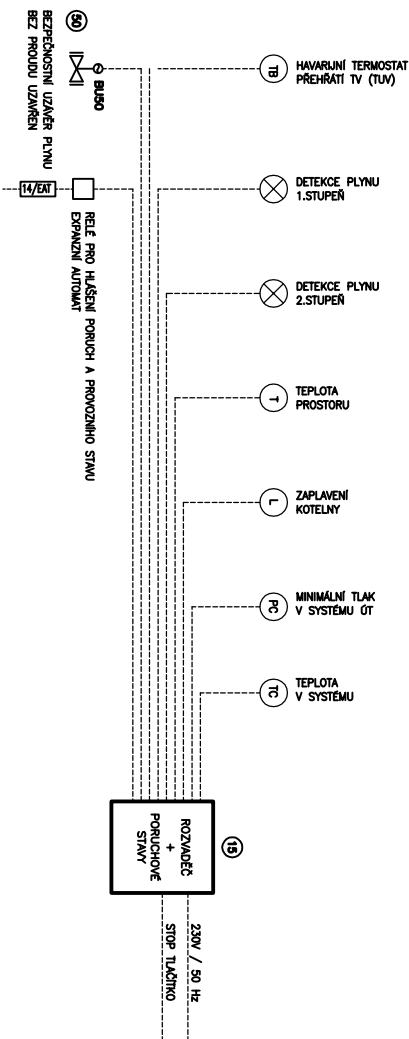 TB
HAVARIJNÍ TERMOSTAT
PŘEHŘÁTÍ TV (TUV)
DETEKCE PLYNU
1.STUPEŇ
DETEKCE PLYNU
2.STUPEŇ
T
TEPLOTA
PROSTORU
L
ZAPLAVENÍ
KOTELNY
PC
MINIMÁLNÍ TLAK
V SYSTÉMU ÚT
TC
TEPLOTA
V SYSTÉMU
50
BU50
BEZPEČNOSTNÍ UZÁVĚR PLYNU
BEZ PROUDU UZAVŘEN
14/EAT
RELÉ PRO HLÁŠENÍ PORUCH A PROVOZNÍHO STAVU
EXPANZNÍ AUTOMAT
15
ROZVADĚČ
+
PORUCHOVÉ
STAVY
230V / 50 Hz
STOP TLAČÍTKO